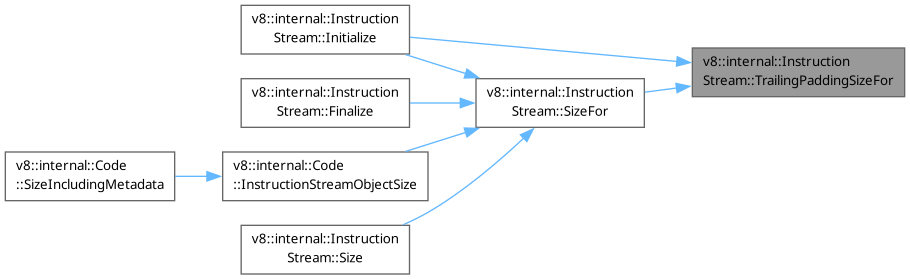 v8::internal::Instruction
Stream::Initialize
v8::internal::Instruction
Stream::TrailingPaddingSizeFor
v8::internal::Instruction
Stream::Finalize
v8::internal::Instruction
Stream::SizeFor
v8::internal::Code
::SizeIncludingMetadata
v8::internal::Code
::InstructionStreamObjectSize
v8::internal::Instruction
Stream::Size